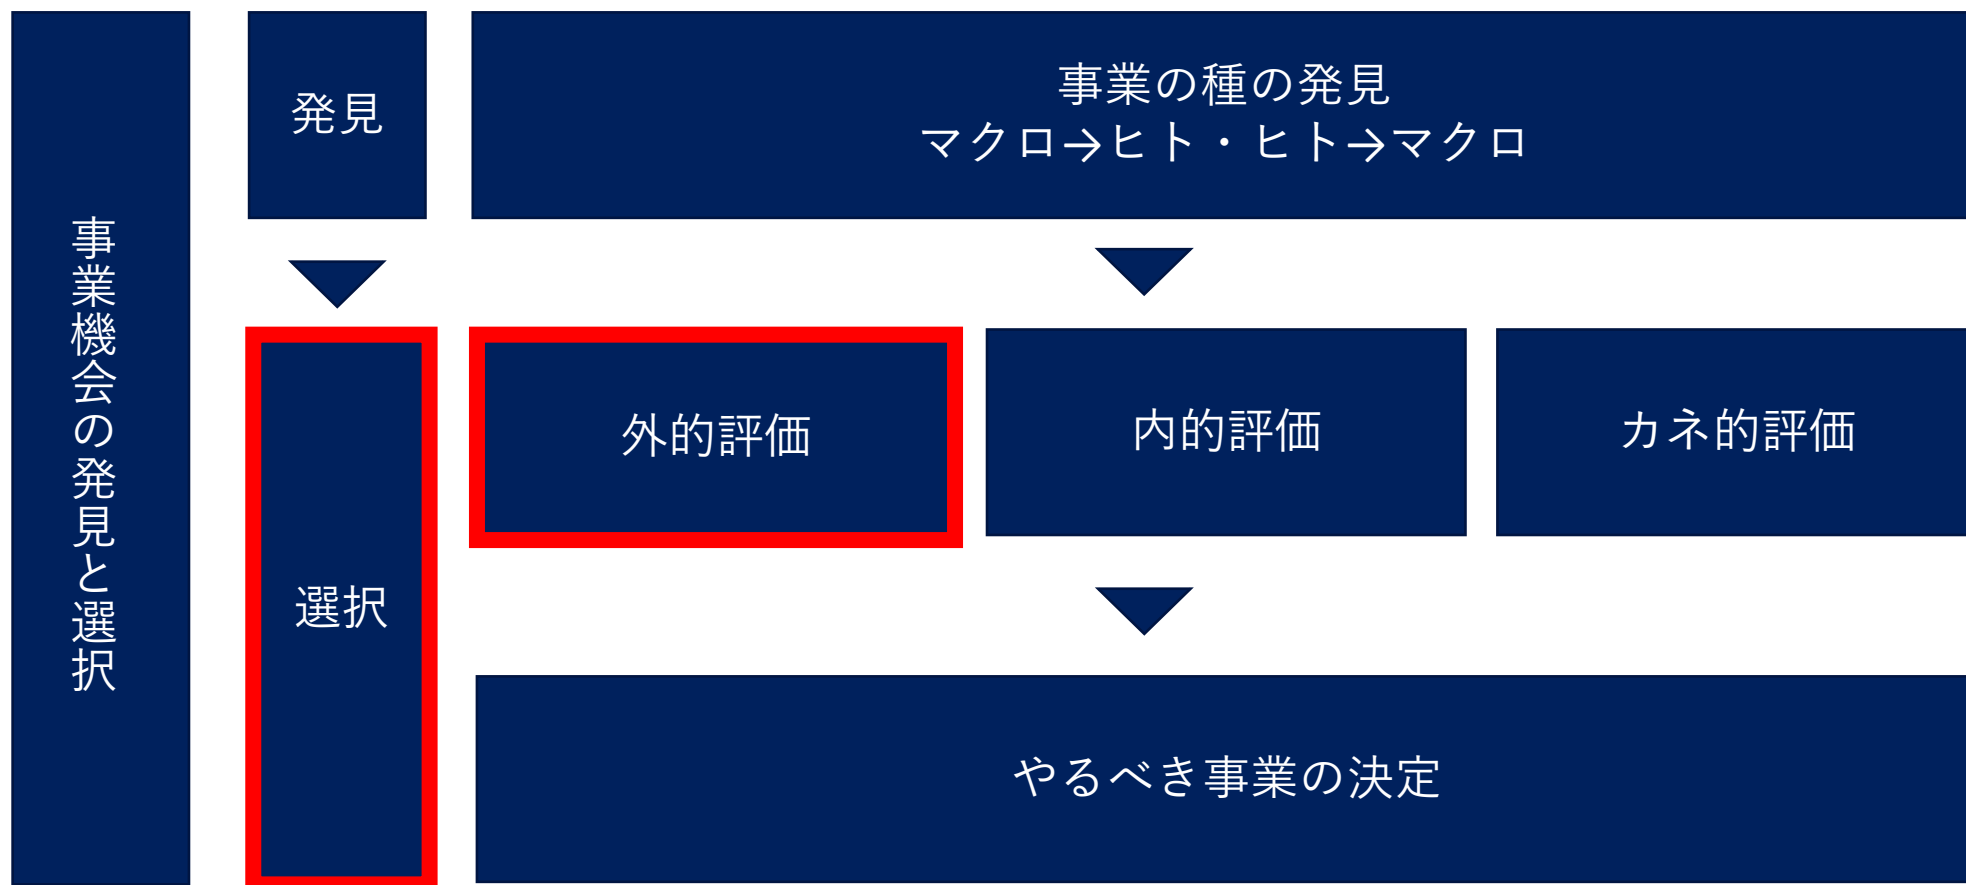 事業機会の発見と選択
発見
事業の種の発見
マクロ→ヒト・ヒト→マクロ
選択
外的評価
内的評価
カネ的評価
やるべき事業の決定